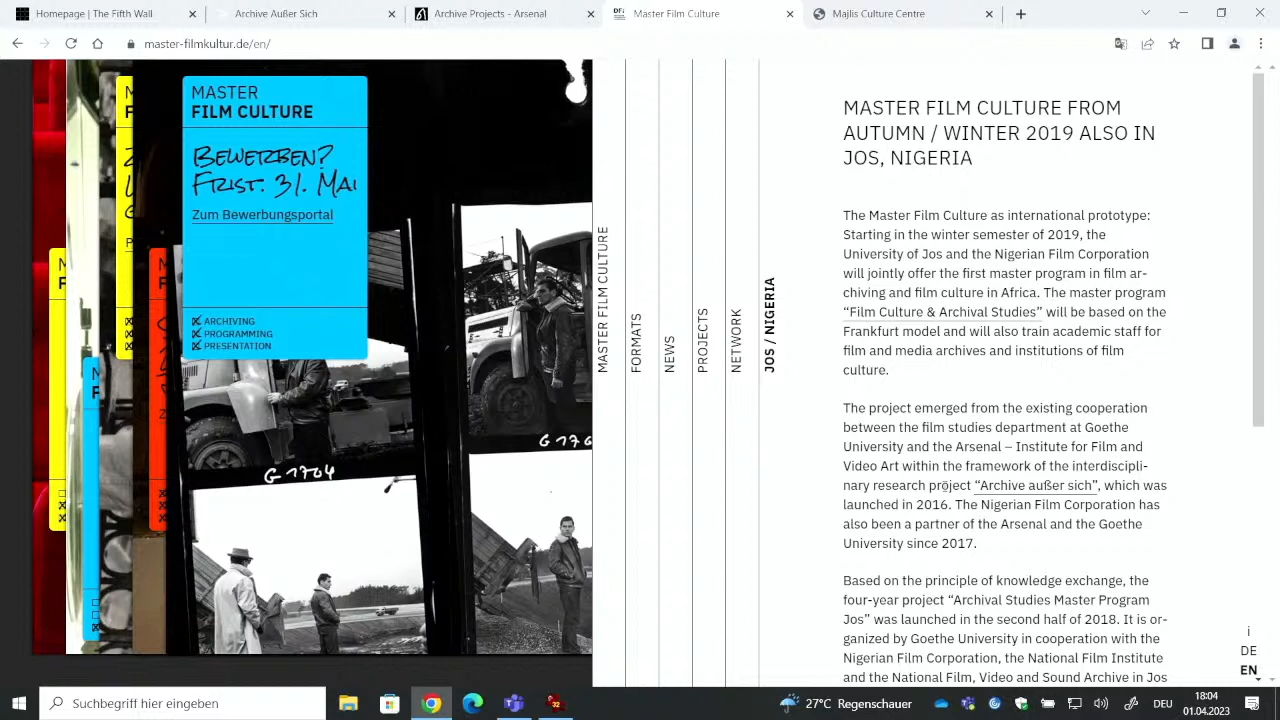 Homepage | The Fifth Wall
Archive Außer Sich
Archive Projects - Arsenal
Master Film Culture
Majlis Culture Centre
master-filmkultur.de/en/
MASTER
FILM CULTURE
BEWERBEN?
FRIST: 31. MAI
Zum Bewerbungsportal
ARCHIVING
PROGRAMMING
PRESENTATION
G 1704
G 170
MASTER FILM CULTURE
FORMATS
NEWS
PROJECTS
NETWORK
JOS / NIGERIA
MASTER FILM CULTURE FROM
AUTUMN / WINTER 2019 ALSO IN
JOS, NIGERIA
The Master Film Culture as international prototype:
Starting in the winter semester of 2019, the
University of Jos and the Nigerian Film Corporation
will jointly offer the first master program in film ar-
chiving and film culture in Africa. The master program
“Film Culture & Archival Studies” will be based on the
Frankfurt model and will also train academic staff for
film and media archives and institutions of film
culture.
The project emerged from the existing cooperation
between the film studies department at Goethe
University and the Arsenal – Institute for Film and
Video Art within the framework of the interdiscipli-
nary research project “Archive außer sich”, which was
launched in 2016. The Nigerian Film Corporation has
also been a partner of the Arsenal and the Goethe
University since 2017.
Based on the principle of knowledge exchange, the
four-year project “Archival Studies Master Program
Jos” was launched in the second half of 2018. It is or-
ganized by Goethe University in cooperation with the
Nigerian Film Corporation, the National Film Institute
and the National Film, Video and Sound Archive in Jos
i
DE
EN
Suchbegriff hier eingeben
32
27°C Regenschauer
DEU
18:04
01.04.2023